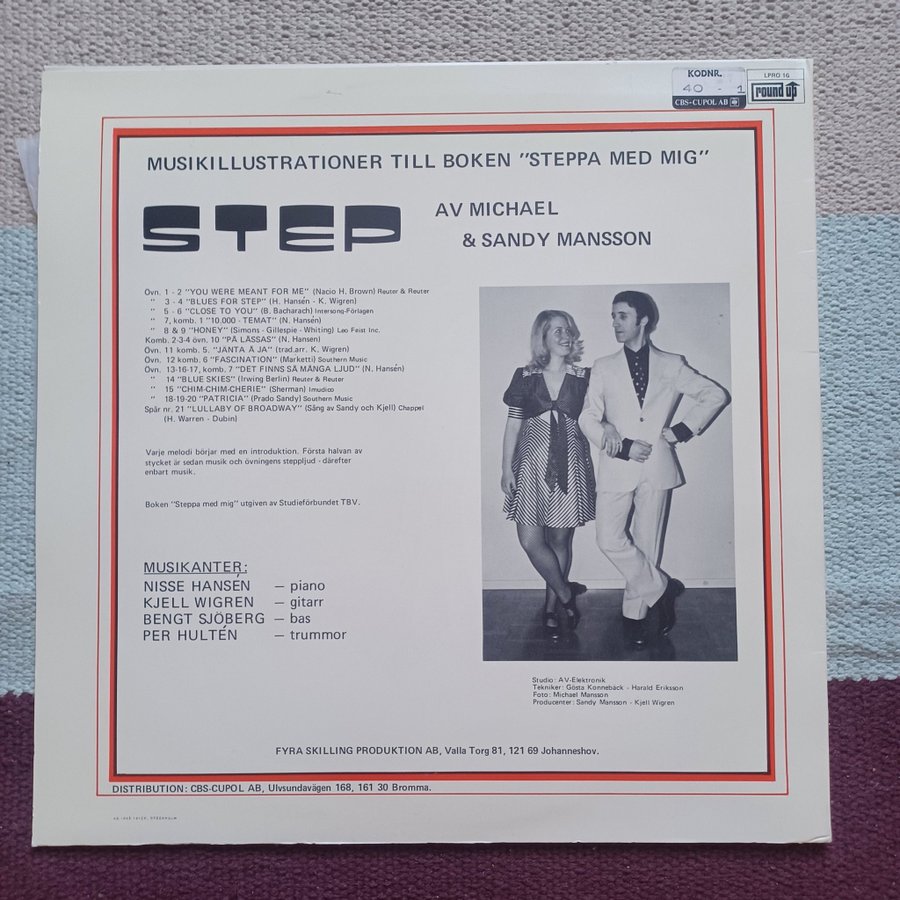 KODNR.
40 - 1
CBS-CUPOL AB
LPRO 16
round up
MUSIKILLUSTRATIONER TILL BOKEN "STEPPA MED MIG"
STEP
AV MICHAEL
& SANDY MANSSON
Övn. 1 - 2 "YOU WERE MEANT FOR ME" (Nacio H. Brown) Reuter & Reuter
" 3 - 4 "BLUES FOR STEP" (H. Hansén - K. Wigren)
" 5 - 6 "CLOSE TO YOU" (B. Bacharach) Intersong-Förlagen
" 7, komb. 1 "10.000 - TEMAT" (N. Hansén)
" 8 & 9 "HONEY" (Simons - Gillespie - Whiting) Leo Feist Inc.
Komb. 2-3-4 övn. 10 "PÅ LÅSSAS" (N. Hansén)
Övn. 11 komb. 5. "JANTA Å JA" (trad.arr. K. Wigren)
Övn. 12 komb. 6 "FASCINATION" (Marketti) Southern Music
Övn. 13-16-17, komb. 7 "DET FINNS SÅ MÅNGA LJUD" (N. Hansén)
" 14 "BLUE SKIES" (Irwing Berlin) Reuter & Reuter
" 15 "CHIM-CHIM-CHERIE" (Sherman) Imudico
" 18-19-20 "PATRICIA" (Prado Sandy) Southern Music
Spår nr. 21 "LULLABY OF BROADWAY" (Sång av Sandy och Kjell) Chappel
(H. Warren - Dubin)
Varje melodi börjar med en introduktion. Första halvan av
stycket är sedan musik och övningens steppljud - därefter
enbart musik.
Boken "Steppa med mig" utgiven av Studieförbundet TBV.
MUSIKANTER:
NISSE HANSÉN – piano
KJELL WIGREN – gitarr
BENGT SJÖBERG – bas
PER HULTÉN – trummor
Studio: AV-Elektronik
Tekniker: Gösta Konnebäck - Harald Eriksson
Foto: Michael Mansson
Producenter: Sandy Mansson - Kjell Wigren
FYRA SKILLING PRODUKTION AB, Valla Torg 81, 121 69 Johanneshov.
DISTRIBUTION: CBS-CUPOL AB, Ulvsundavägen 168, 161 30 Bromma.